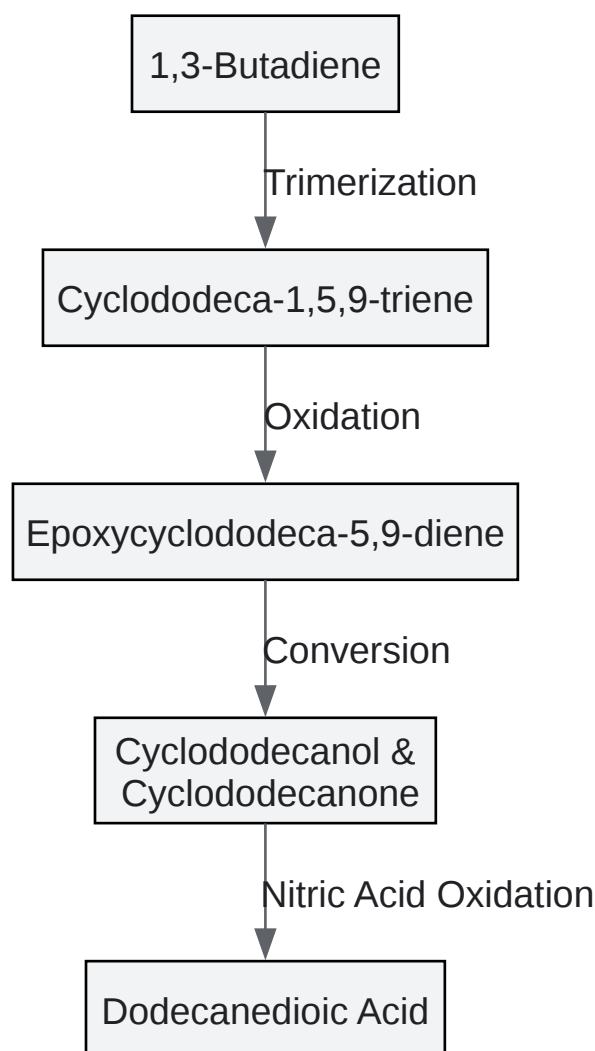 1,3-Butadiene
Trimerization
Cyclododeca-1,5,9-triene
Oxidation
Epoxycyclododeca-5,9-diene
Conversion
Cyclododecanol &
Cyclododecanone
Nitric Acid Oxidation
Dodecanedioic Acid